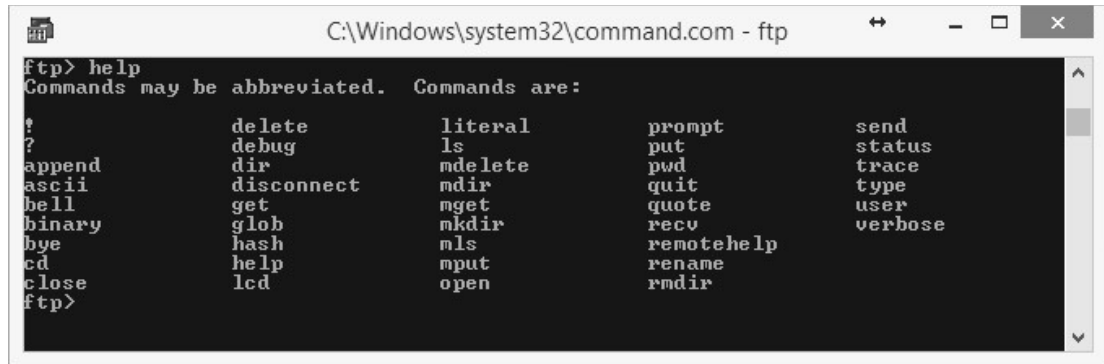 C:\Windows\system32\command.com - ftp
ftp> help
Commands may be abbreviated.  Commands are:
!               delete          literal         prompt          send
?               debug           ls              put             status
append          dir             mdelete         pwd             trace
ascii           disconnect      mdir            quit            type
bell            get             mget            quote           user
binary          glob            mkdir           recv            verbose
bye             hash            mls             remotehelp
cd              help            mput            rename
close           lcd             open            rmdir
ftp>